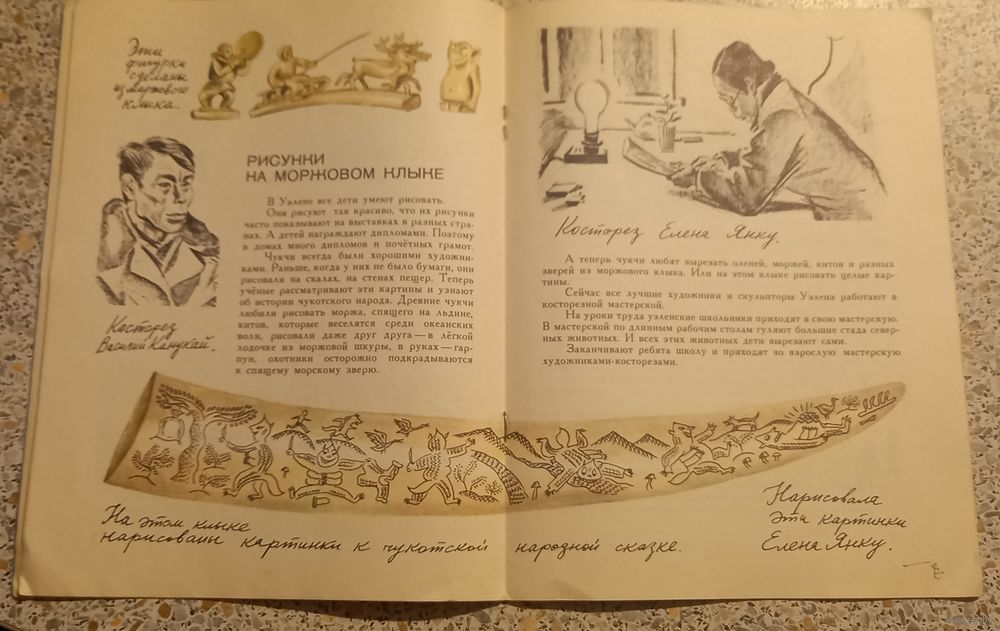 Эти
фигурки
сделаны
из моржового
клыка.
РИСУНКИ
НА МОРЖОВОМ КЛЫКЕ
В Уэлене все дети умеют рисовать.
Они рисуют так красиво, что их рисунки
часто показывают на выставках в разных стра-
нах. А детей награждают дипломами. Поэтому
в домах много дипломов и почётных грамот.
Чукчи всегда были хорошими художни-
ками. Раньше, когда у них не было бумаги, они
рисовали на скалах, на стенах пещер. Теперь
учёные рассматривают эти картины и узнают
об истории чукотского народа. Древние чукчи
любили рисовать моржа, спящего на льдине,
китов, которые веселятся среди океанских
волн, рисовали даже друг друга — в лёгкой
лодочке из моржовой шкуры, в руках — гар-
пун, охотники осторожно подкрадываются
к спящему морскому зверю.
Косторез
Василий Канукай.
Косторез Елена Янку.
А теперь чукчи любят вырезать оленей, моржей, китов и разных
зверей из моржового клыка. Или на этом клыке рисовать целые кар-
тины.
Сейчас все лучшие художники и скульпторы Уэлена работают в
косторезной мастерской.
На уроки труда уэленские школьники приходят в свою мастерскую.
В мастерской по длинным рабочим столам гуляют большие стада север-
ных животных. И всех этих животных дети вырезают сами.
Заканчивают ребята школу и приходят во взрослую мастерскую
художниками-косторезами.
На этом клыке
нарисованы картинки к чукотской народной сказке.
Нарисовала
эти картинки
Елена Янку.